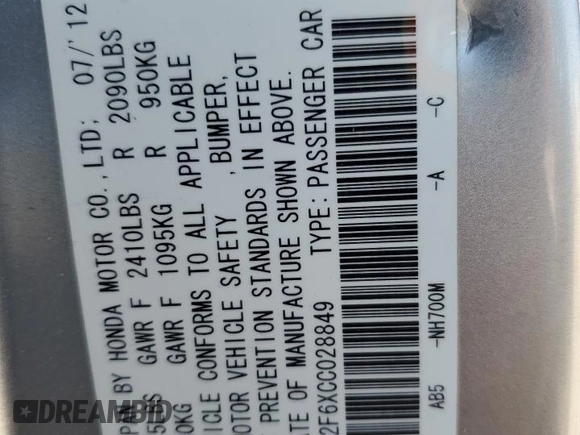 BY HONDA MOTOR CO., LTD; 07/'12
GAWR F 2410LBS R 2090LBS
GAWR F 1095KG R 950KG
CONFORMS TO ALL APPLICABLE
VEHICLE SAFETY ,BUMPER,
PREVENTION STANDARDS IN EFFECT
OF MANUFACTURE SHOWN ABOVE.
2F6XCC028849 TYPE:PASSENGER CAR
AB5 -NH700M -A -C
DREAMBID